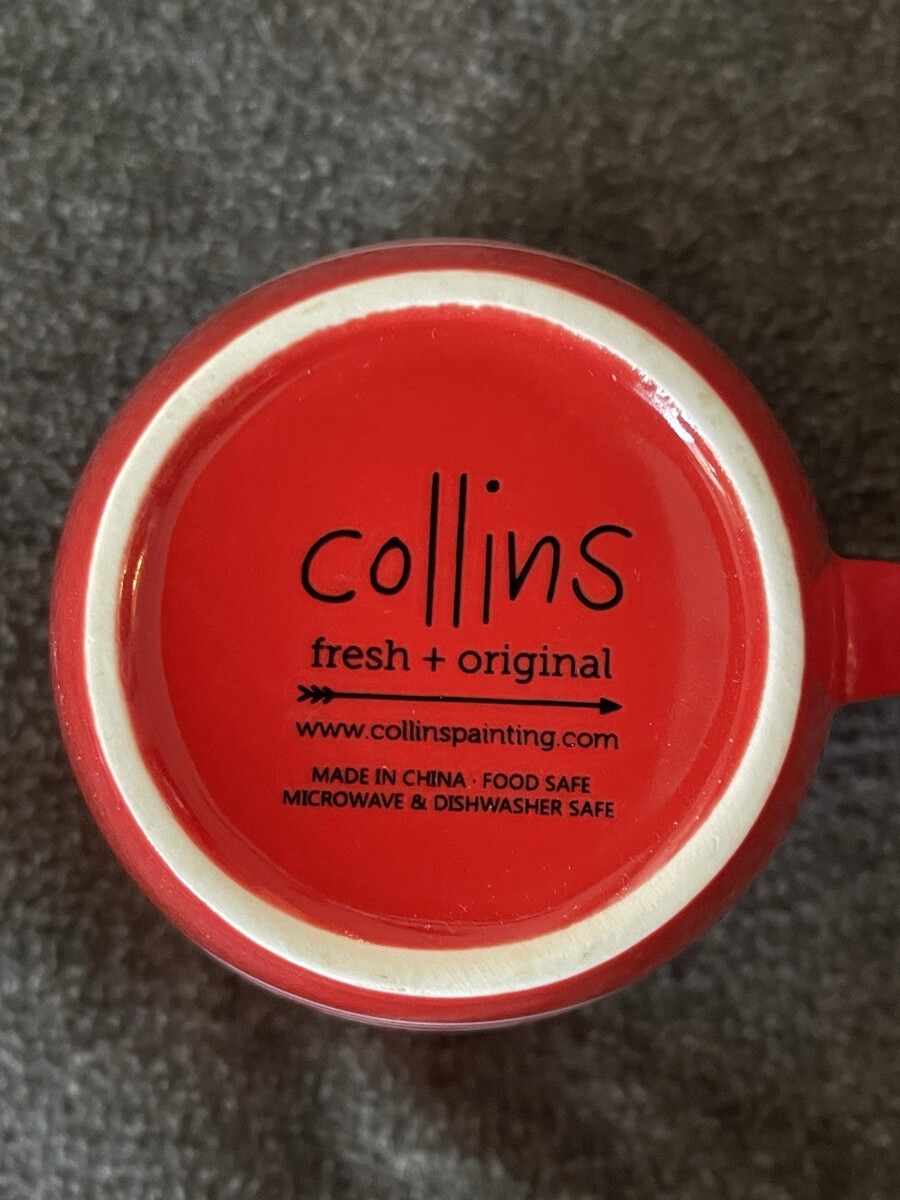 collins
fresh + original
www.collinspainting.com
MADE IN CHINA · FOOD SAFE
MICROWAVE & DISHWASHER SAFE